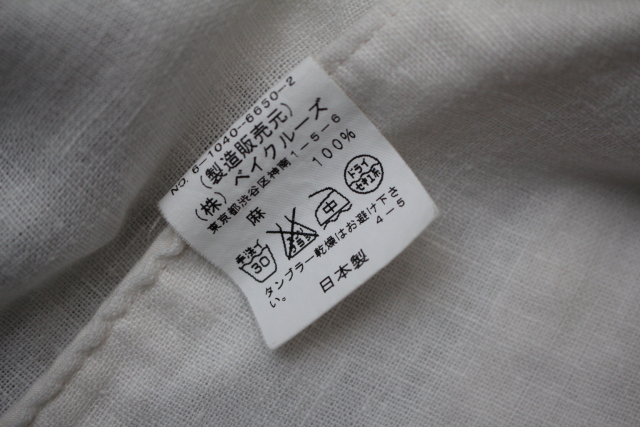 NO. 6-1040-6650-2
(製造販売元)
(株) ベイクルーズ
東京都渋谷区神南1-5-6
麻 100%
手洗イ 30 中 ドライ セキユ系
タンブラー乾燥はお避け下さ
い。 4-5
日本製